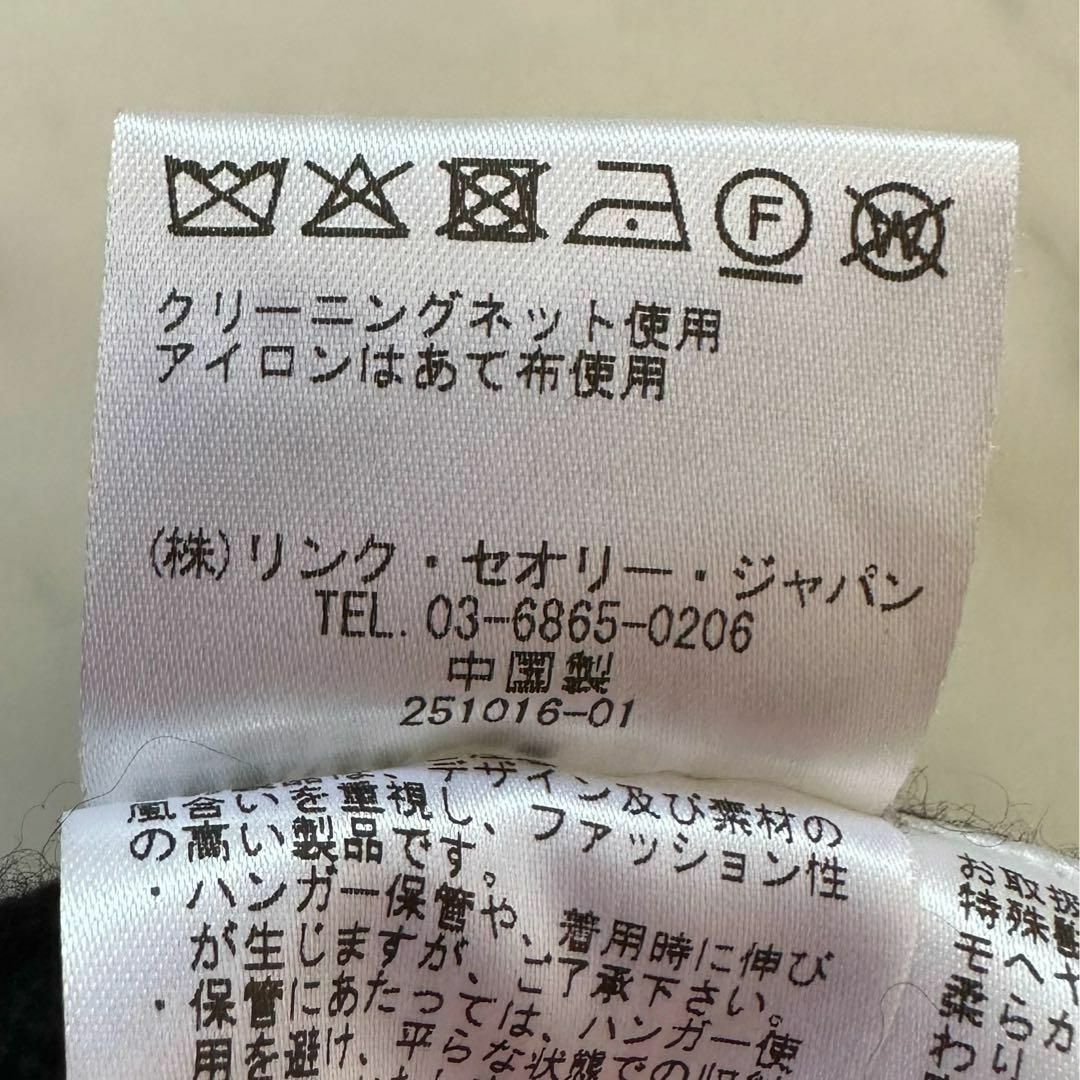 F
W
クリーニングネット使用
アイロンはあて布使用
(株)リンク・セオリー・ジャパン
TEL. 03-6865-0206
中国製
251016-01
デザイン及び素材の
風合いを重視し、ファッション性
の高い製品です。
・ハンガー保管や、着用時に伸び
が生じますが、ご了承下さい。
・保管にあたっては、ハンガー使
用を避け、平らな状態での
お取扱
特殊
モヘ
柔らか
わ